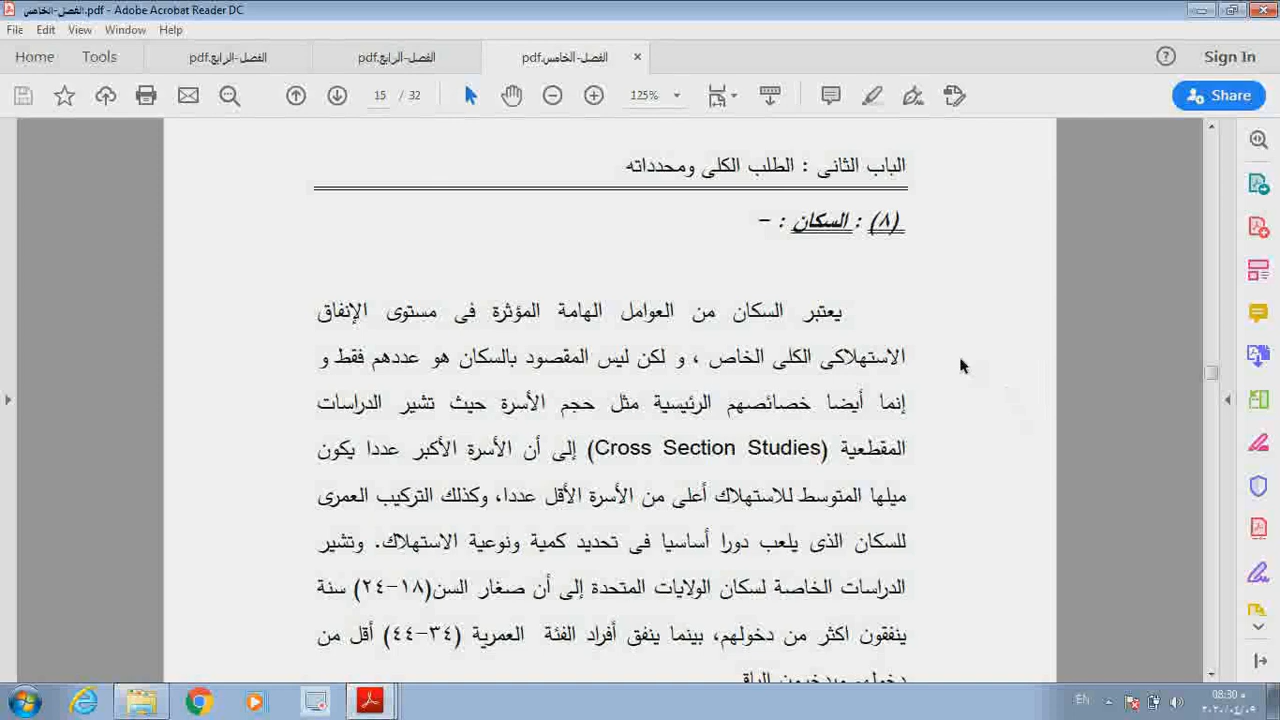 الفصل-الخامس.pdf - Adobe Acrobat Reader DC
File Edit View Window Help
Home Tools الفصل-الرابع.pdf الفصل-الرابع.pdf الفصل-الخامس.pdf × Sign In
15 / 32 125% Share
الباب الثانى : الطلب الكلى ومحدداته
(٨) : السكان : –
يعتبر السكان من العوامل الهامة المؤثرة فى مستوى الإنفاق
الاستهلاكى الكلى الخاص ، و لكن ليس المقصود بالسكان هو عددهم فقط و
إنما أيضا خصائصهم الرئيسية مثل حجم الأسرة حيث تشير الدراسات
المقطعية (Cross Section Studies) إلى أن الأسرة الأكبر عددا يكون
ميلها المتوسط للاستهلاك أعلى من الأسرة الأقل عددا، وكذلك التركيب العمرى
للسكان الذى يلعب دورا أساسيا فى تحديد كمية ونوعية الاستهلاك. وتشير
الدراسات الخاصة لسكان الولايات المتحدة إلى أن صغار السن(١٨-٢٤) سنة
ينفقون اكثر من دخولهم، بينما ينفق أفراد الفئة العمرية (٣٤-٤٤) أقل من
EN
08:30 م
٢٠٢٠/٠٤/٠٩